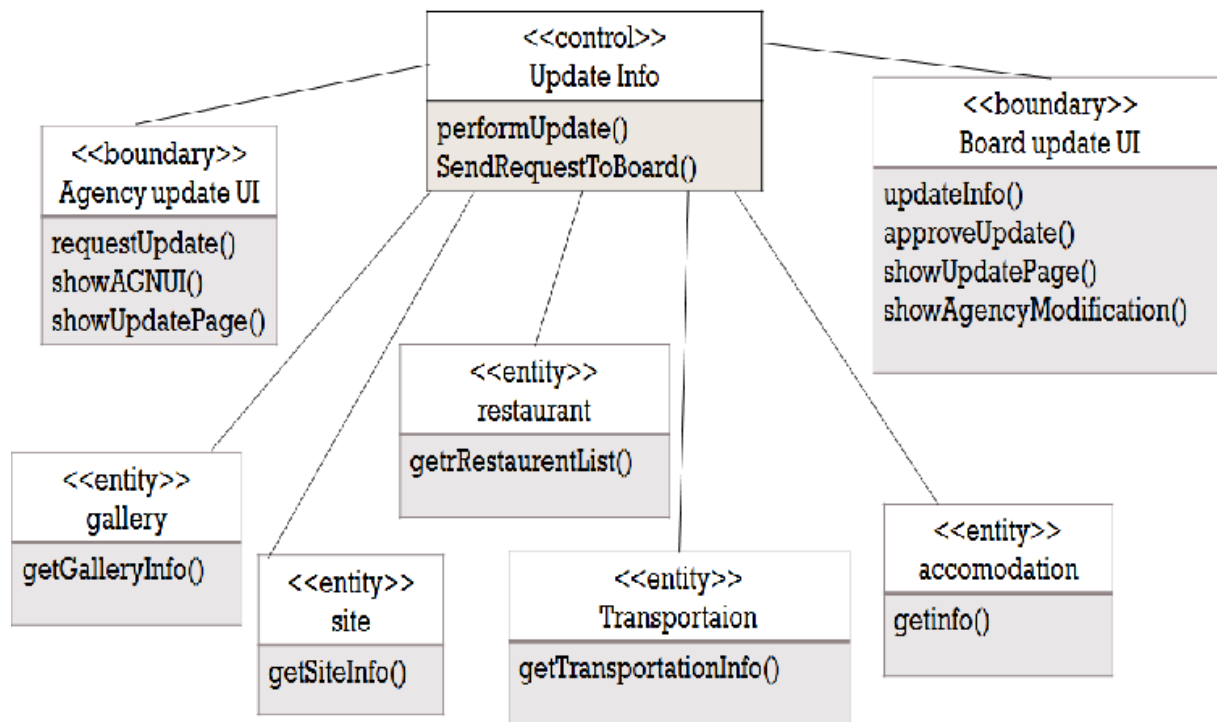 <<control>>
Update Info
performUpdate()
SendRequestToBoard()
<<boundary>>
Agency update UI
requestUpdate()
showAGNUI()
showUpdatePage()
<<boundary>>
Board update UI
updateInfo()
approveUpdate()
showUpdatePage()
showAgencyModification()
<<entity>>
restaurant
getrRestaurentList()
<<entity>>
gallery
getGalleryInfo()
<<entity>>
site
getSiteInfo()
<<entity>>
Transportaion
getTransportationInfo()
<<entity>>
accomodation
getinfo()